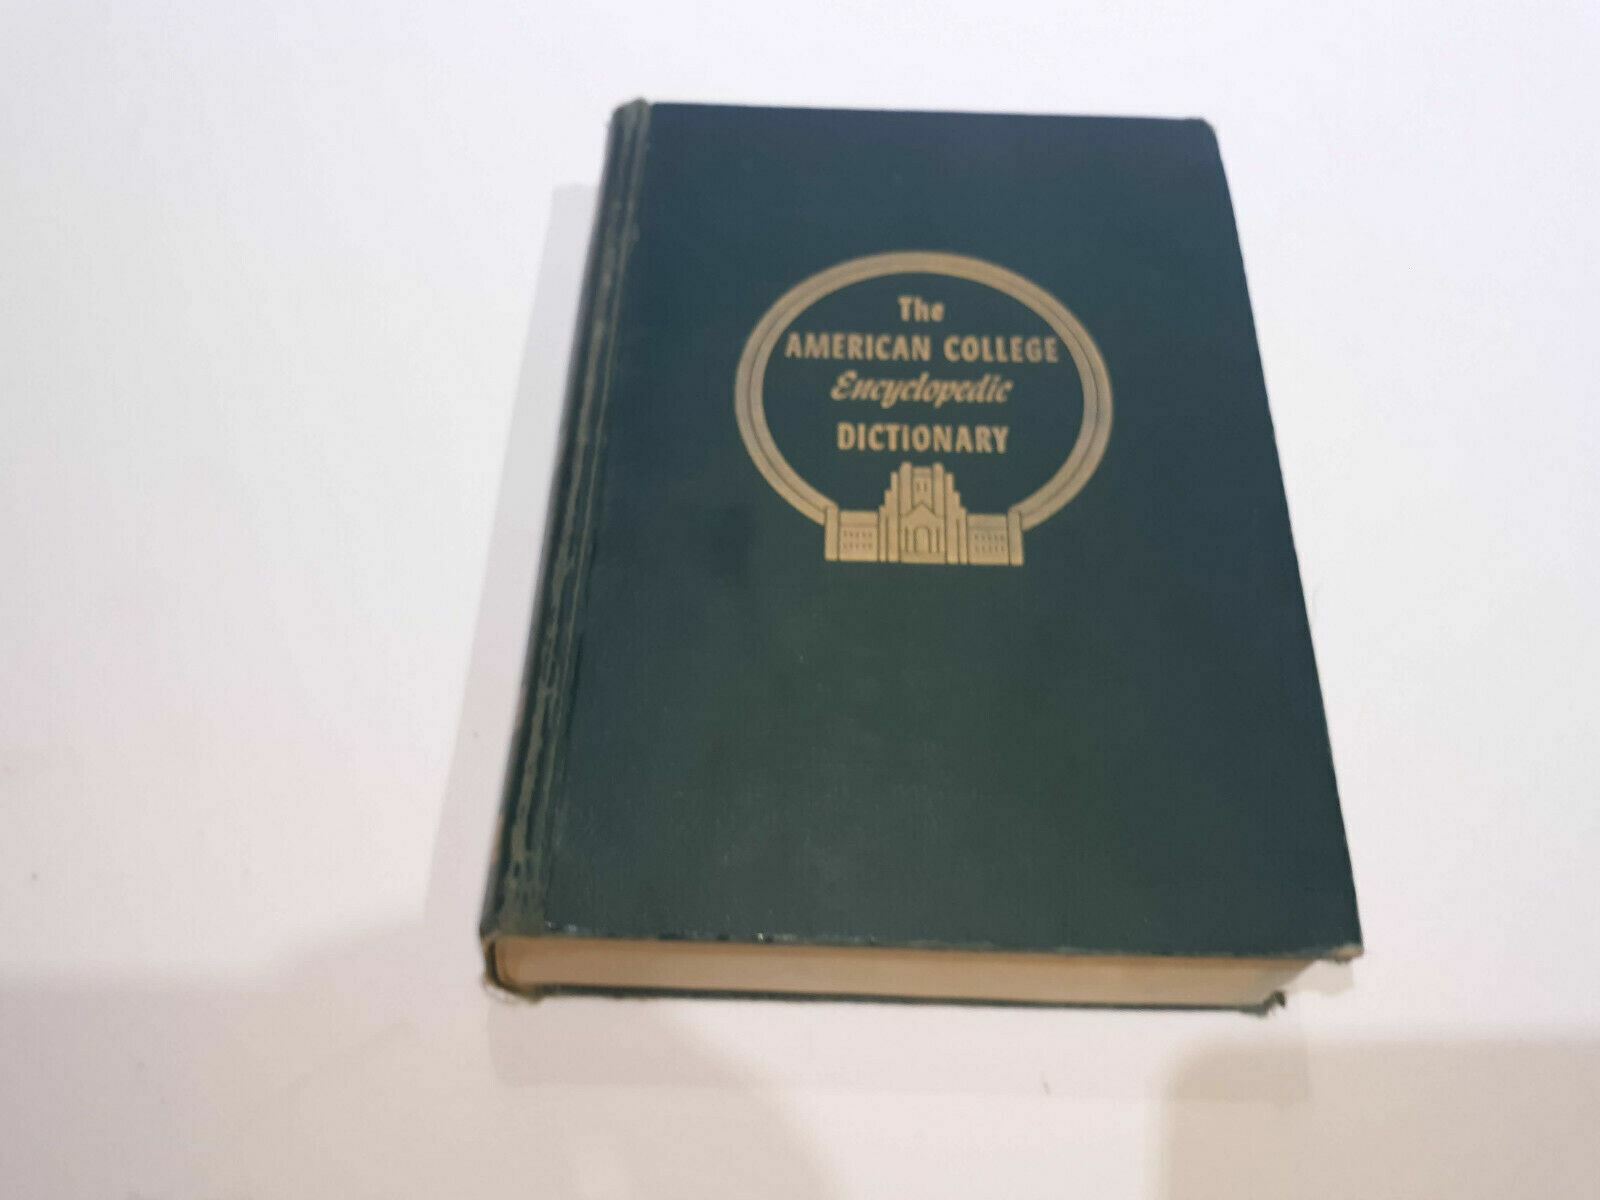 The
AMERICAN COLLEGE
Encyclopedic
DICTIONARY